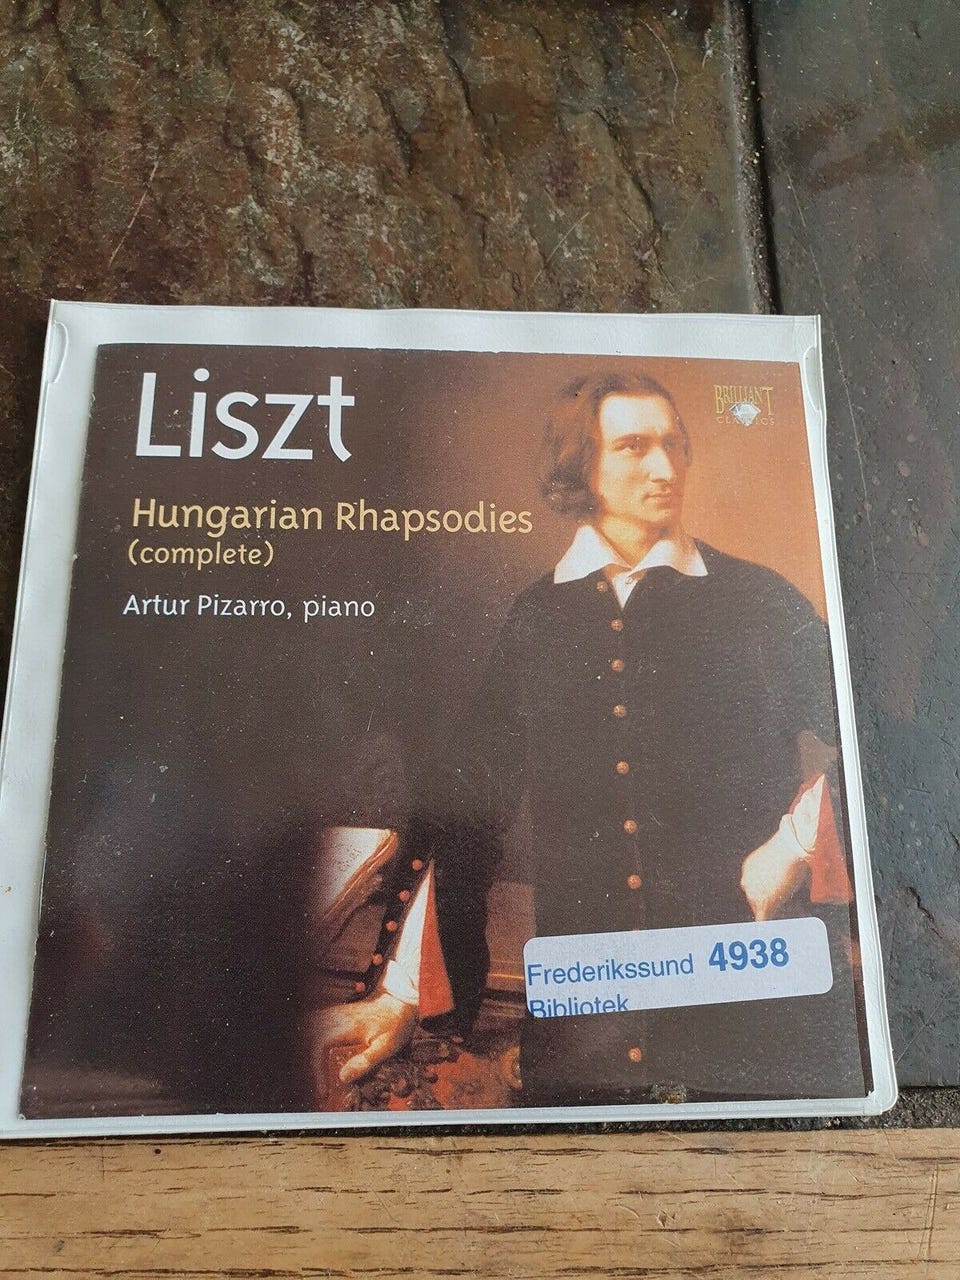 Liszt
BRILLIANT
CLASSICS
Hungarian Rhapsodies
(complete)
Artur Pizarro, piano
Frederikssund 4938
Bibliotek